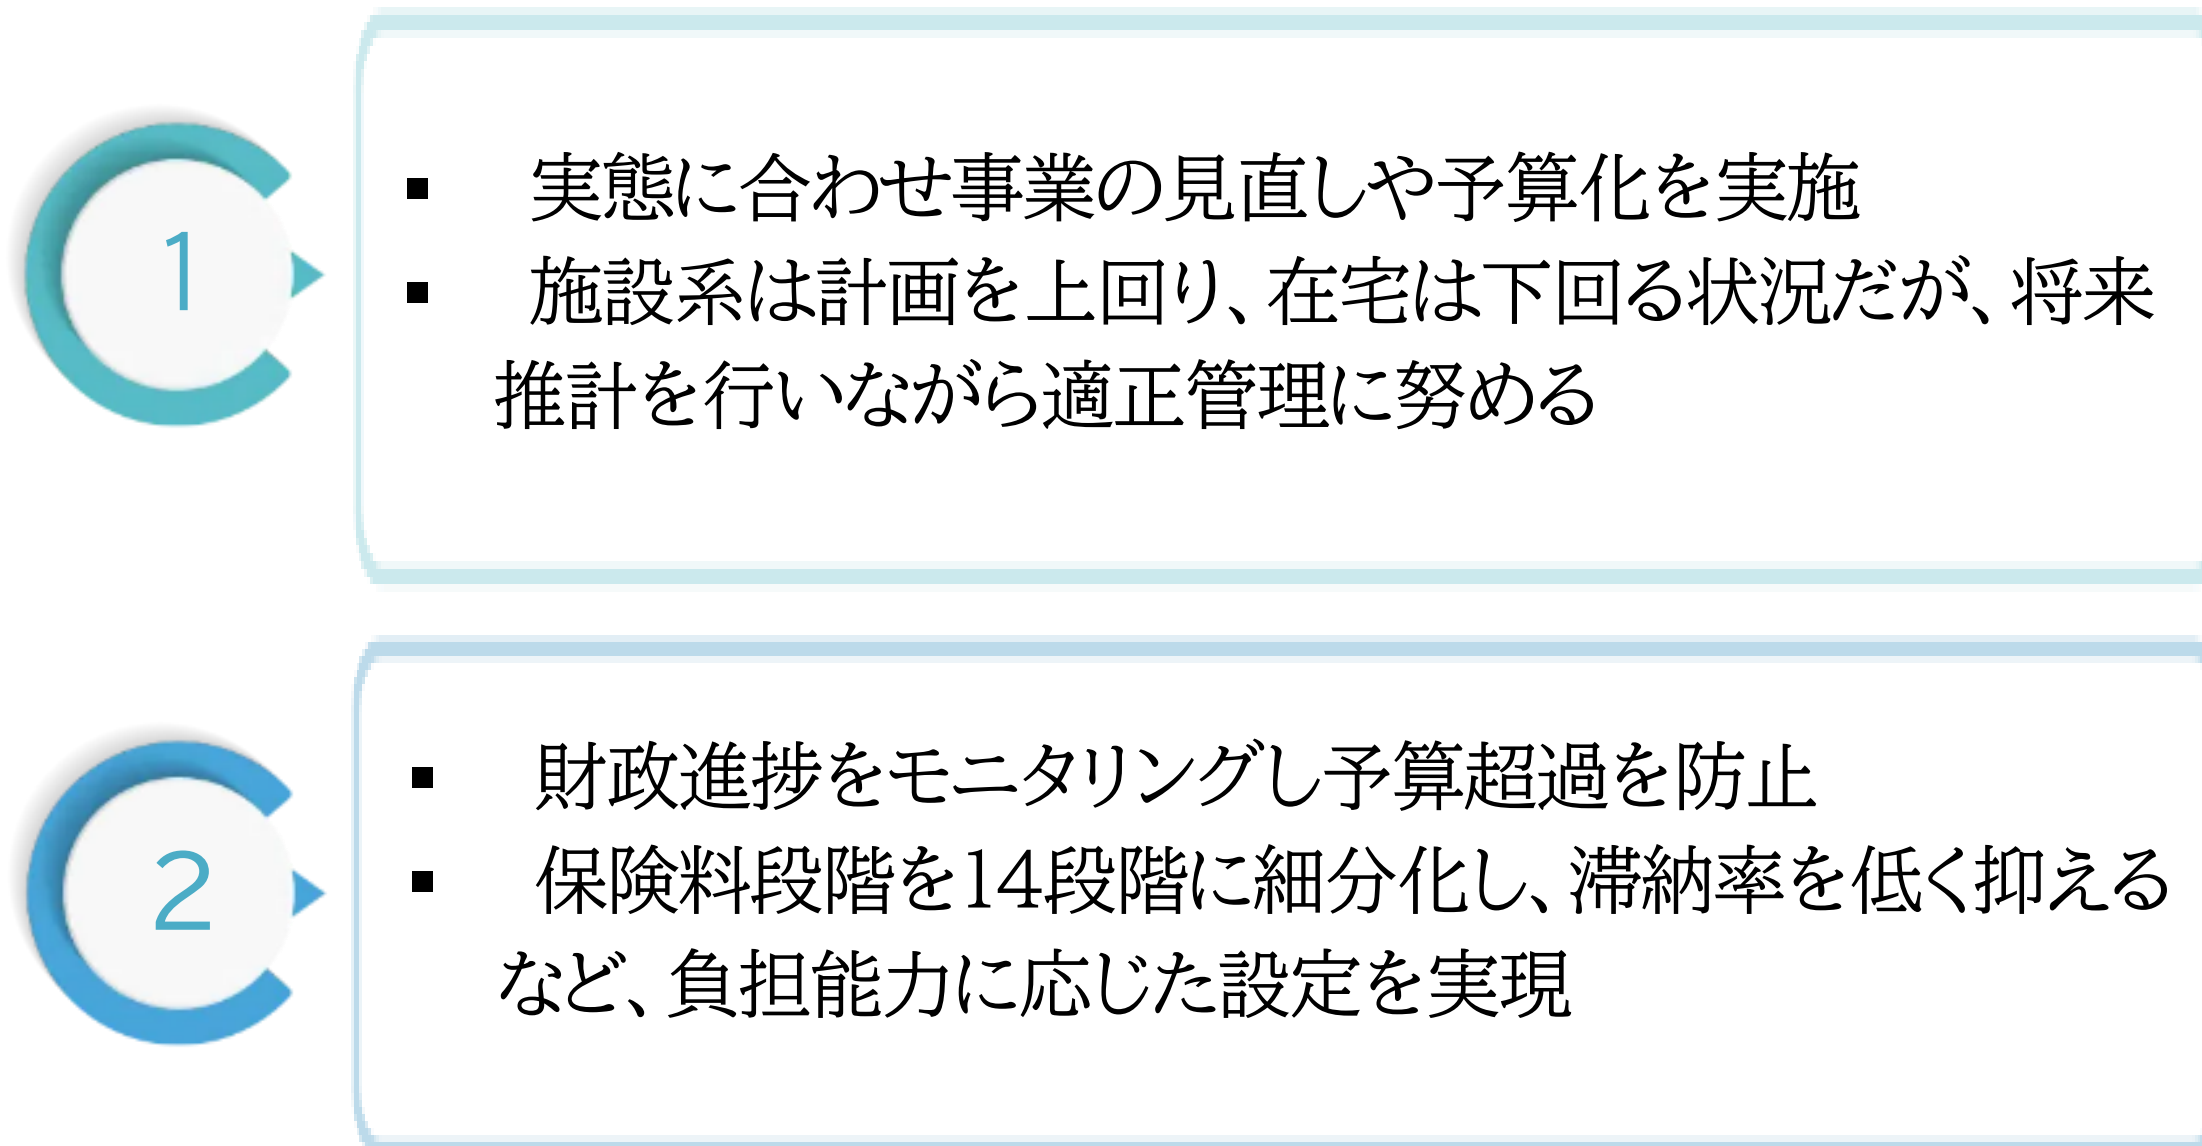 1
▪ 実態に合わせ事業の見直しや予算化を実施
▪ 施設系は計画を上回り、在宅は下回る状況だが、将来
推計を行いながら適正管理に努める
2
▪ 財政進捗をモニタリングし予算超過を防止
▪ 保険料段階を14段階に細分化し、滞納率を低く抑える
など、負担能力に応じた設定を実現